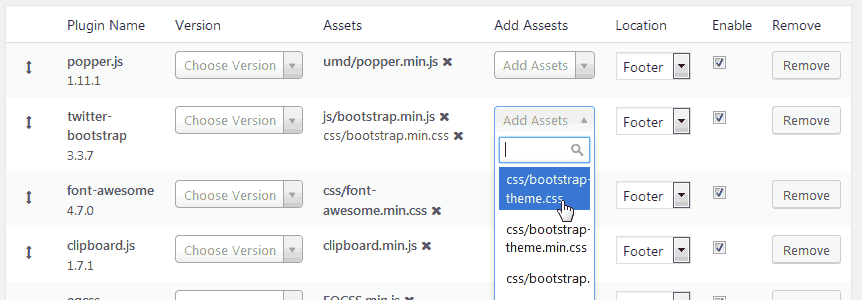 Plugin Name Version Assets Add Assests Location Enable Remove
popper.js Choose Version umd/popper.min.js ✖ Add Assets Footer Remove
1.11.1
twitter- Choose Version js/bootstrap.min.js ✖ Add Assets Footer Remove
bootstrap css/bootstrap.min.css ✖
3.3.7
css/bootstrap-
theme.css
font-awesome Choose Version css/font- Footer Remove
4.7.0 awesome.min.css ✖
css/bootstrap-
theme.min.css
clipboard.js Choose Version clipboard.min.js ✖ Footer Remove
1.7.1
css/bootstrap.